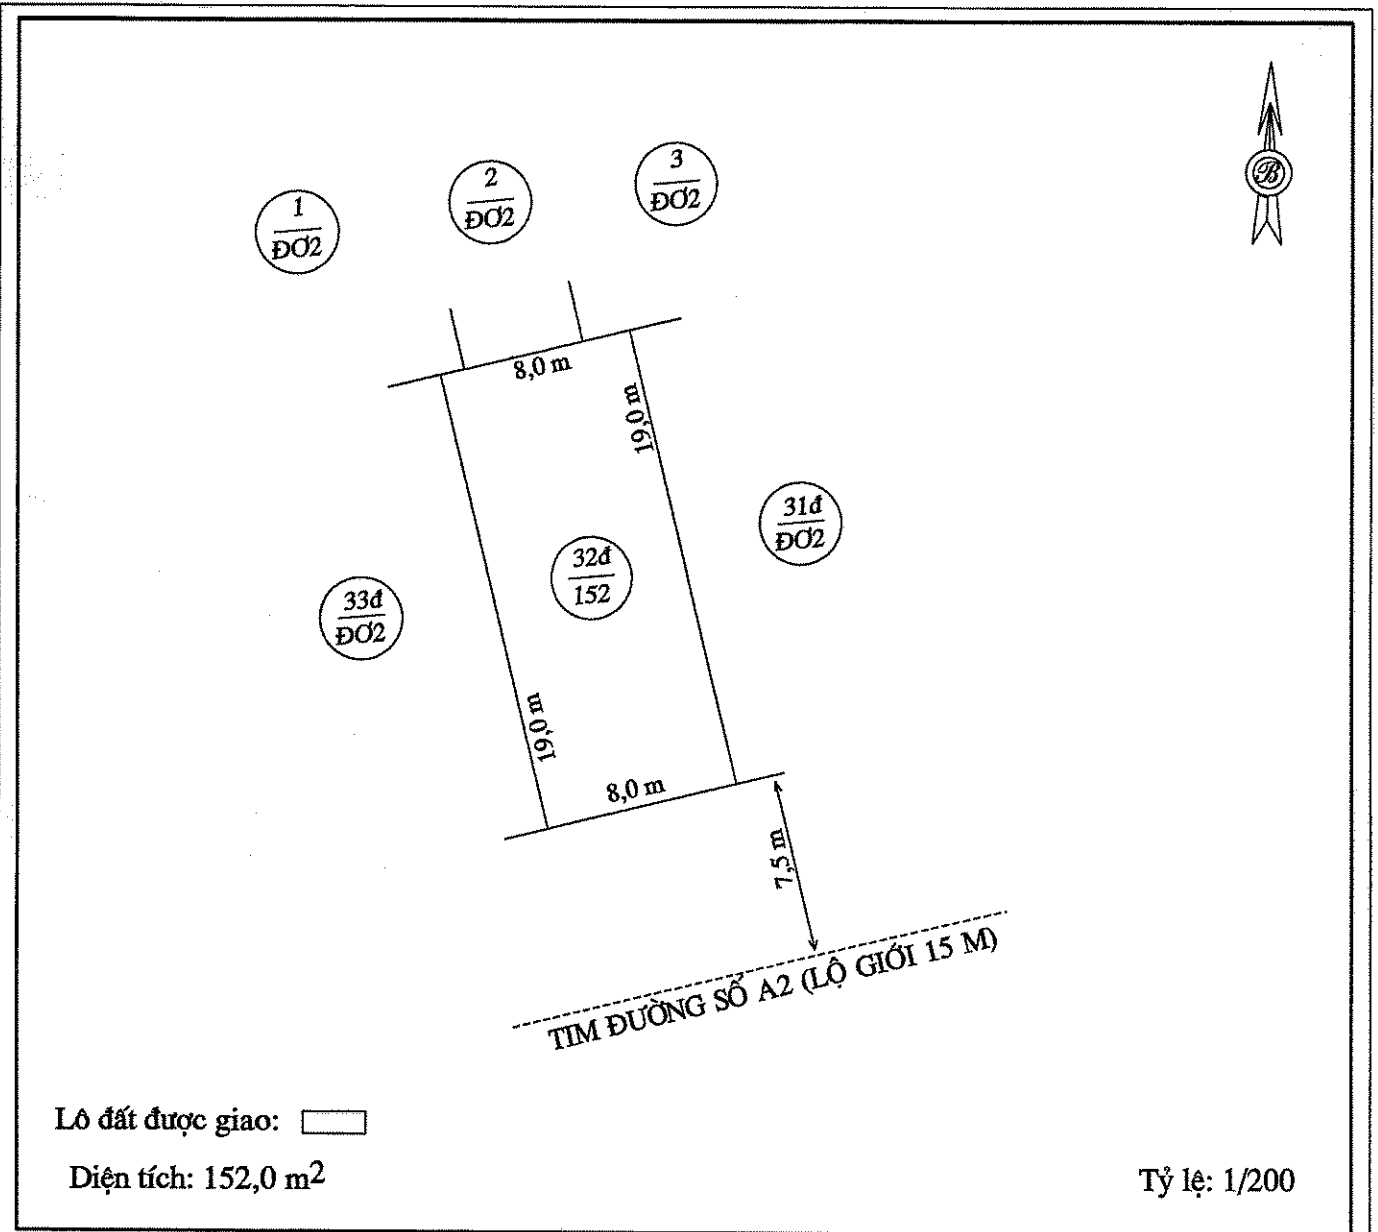 B
1
ĐƠ2
2
ĐƠ2
3
ĐƠ2
8,0 m
19,0 m
31đ
ĐƠ2
32đ
152
33đ
ĐƠ2
19,0 m
8,0 m
7,5 m
TIM ĐƯỜNG SỐ A2 (LỘ GIỚI 15 M)
Lô đất được giao:
Diện tích: 152,0 m2
Tỷ lệ: 1/200